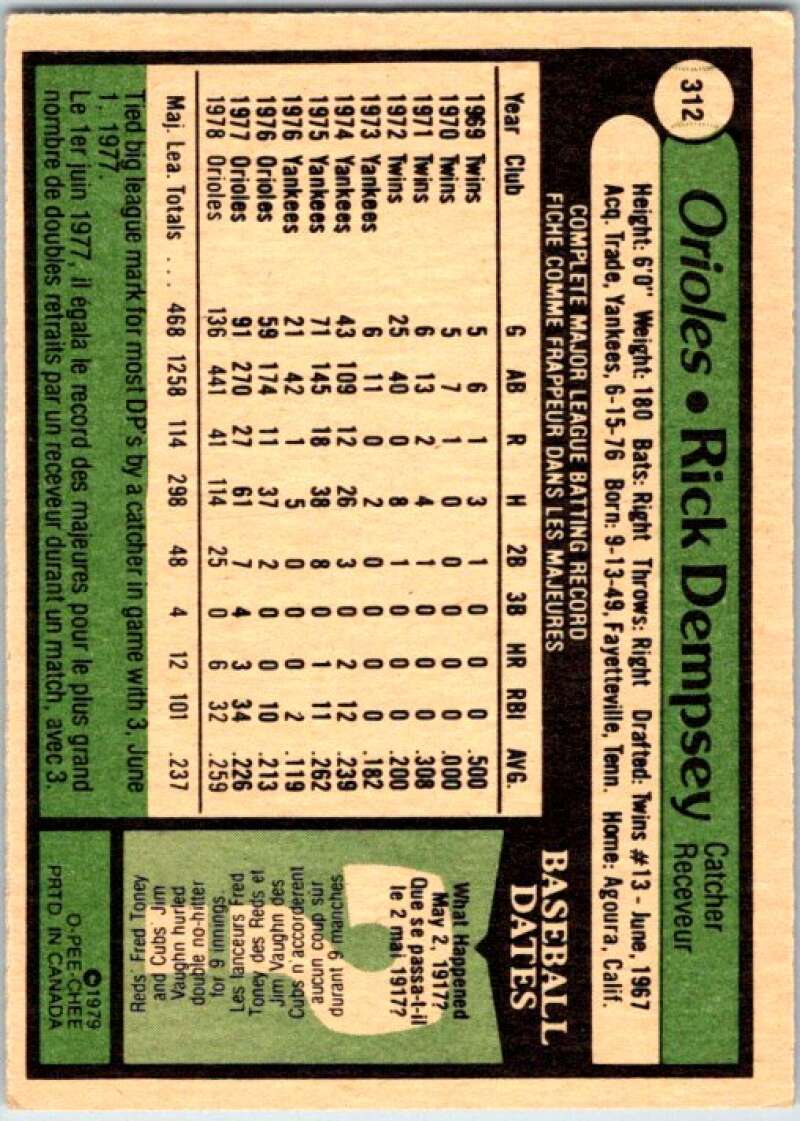 312
Orioles • Rick Dempsey
Catcher
Receveur
Height: 6'0" Weight: 180 Bats: Right Throws: Right Drafted: Twins #13 - June, 1967
Acq. Trade, Yankees, 6-15-76 Born: 9-13-49, Fayetteville, Tenn. Home: Agoura, Calif.
COMPLETE MAJOR LEAGUE BATTING RECORD
FICHE COMME FRAPPEUR DANS LES MAJEURES
Year Club G AB R H 2B 3B HR RBI AVG.
1969 Twins 5 6 1 3 1 0 0 0 .500
1970 Twins 5 7 1 0 0 0 0 0 .000
1971 Twins 6 13 2 4 1 0 0 0 .308
1972 Twins 25 40 0 8 1 0 0 0 .200
1973 Yankees 6 11 0 2 0 0 0 0 .182
1974 Yankees 43 109 12 26 3 0 2 12 .239
1975 Yankees 71 145 18 38 8 0 1 11 .262
1976 Yankees 21 42 1 5 0 0 0 2 .119
1976 Orioles 59 174 11 37 2 0 0 10 .213
1977 Orioles 91 270 27 61 7 4 3 34 .226
1978 Orioles 136 441 41 114 25 0 6 32 .259
Maj. Lea. Totals ... 468 1258 114 298 48 4 12 101 .237
Tied big league mark for most DP's by a catcher in game with 3, June
1, 1977.
Le 1er juin 1977, il égala le record des majeures pour le plus grand
nombre de doubles retraits par un receveur durant un match, avec 3.
BASEBALL
DATES
What Happened
May 2, 1917?
Que se passa-t-il
le 2 mai 1917?
Reds' Fred Toney
and Cubs' Jim
Vaughn hurled
double no-hitter
for 9 innings.
Les lanceurs Fred
Toney des Reds et
Jim Vaughn des
Cubs n'accordèrent
aucun coup sur
durant 9 manches
©1979
O-PEE-CHEE
PRTD. IN CANADA